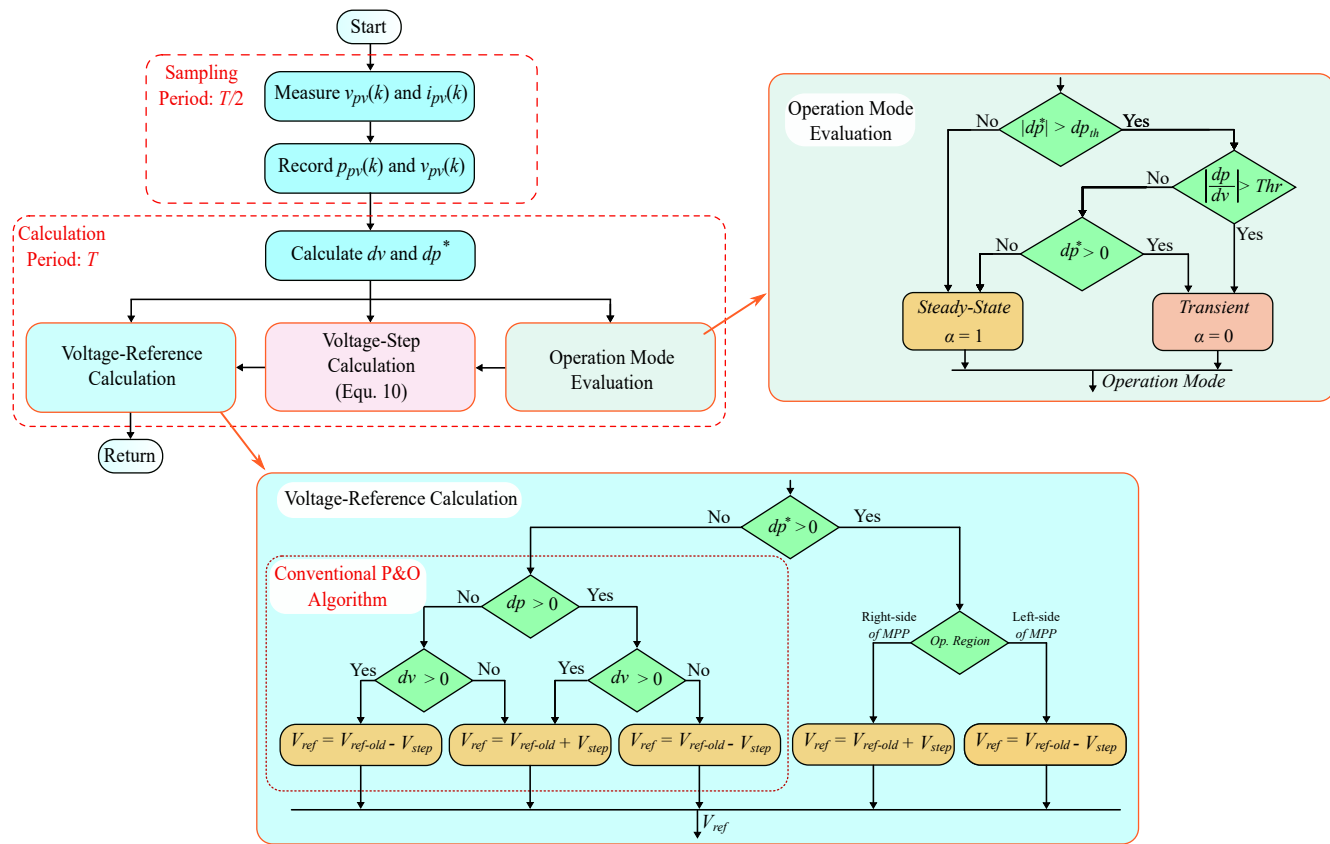 Start
Sampling
Period: T/2
Measure v_pv(k) and i_pv(k)
Record p_pv(k) and v_pv(k)
Calculation
Period: T
Calculate dv and dp*
Voltage-Reference
Calculation
Voltage-Step
Calculation
(Equ. 10)
Operation Mode
Evaluation
Return
Operation Mode
Evaluation
|dp*| > dp_th
No
Yes
|dp/dv| > Thr
No
Yes
dp* > 0
No
Yes
Steady-State
α = 1
Transient
α = 0
Operation Mode
Voltage-Reference Calculation
dp* > 0
No
Yes
Conventional P&O
Algorithm
dp > 0
No
Yes
Right-side
of MPP
Op. Region
Left-side
of MPP
Yes
dv > 0
No
Yes
dv > 0
No
V_ref = V_ref-old - V_step
V_ref = V_ref-old + V_step
V_ref = V_ref-old - V_step
V_ref = V_ref-old + V_step
V_ref = V_ref-old - V_step
V_ref